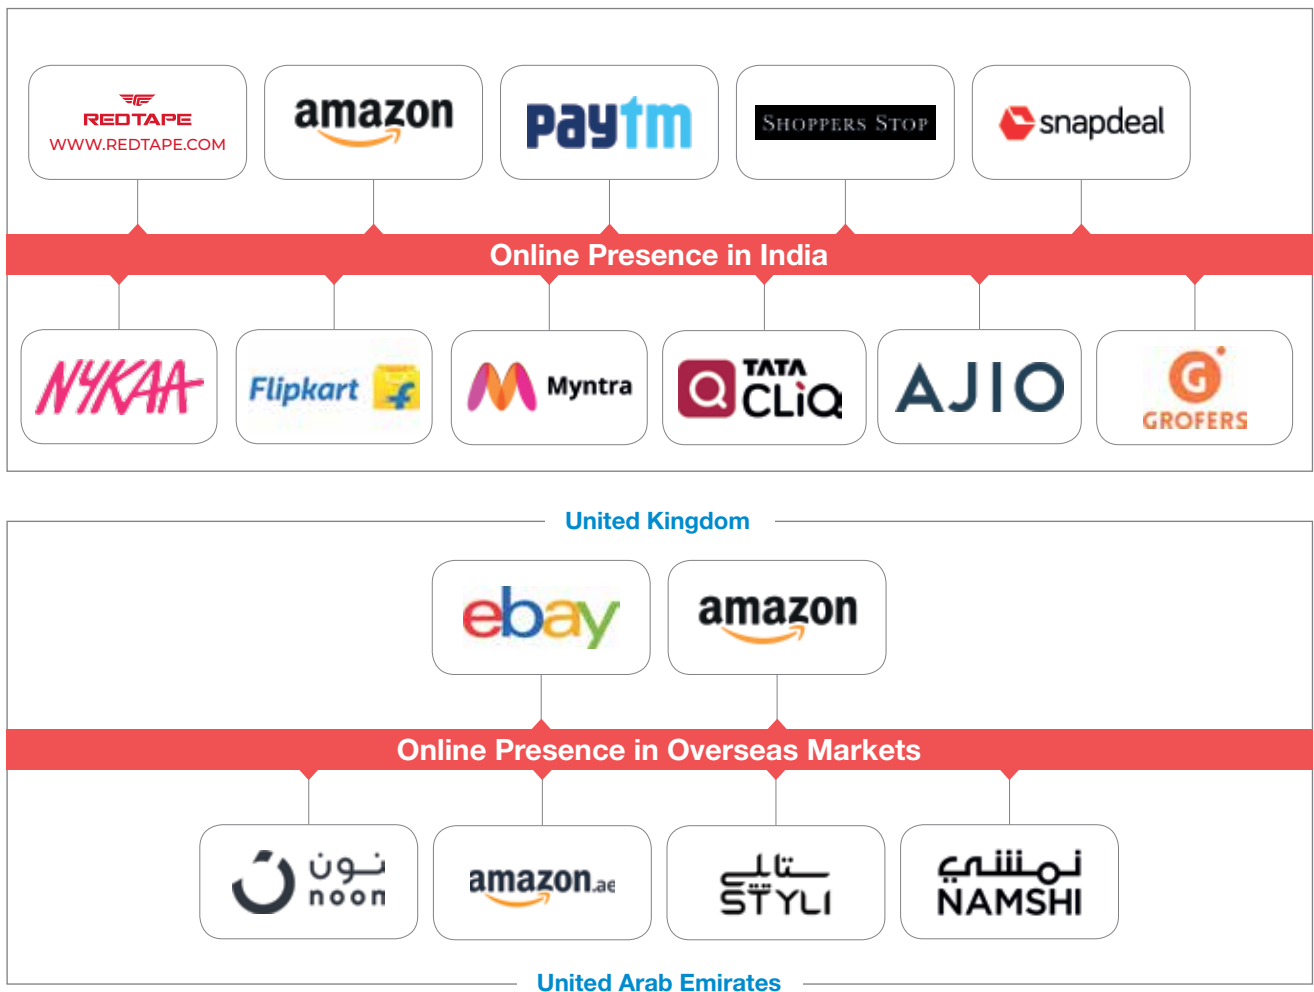 REDTAPE
WWW.REDTAPE.COM
amazon
paytm
SHOPPERS STOP
snapdeal
Online Presence in India
NYKAA
Flipkart
Myntra
TATA
CLiQ
AJIO
G
GROFERS
United Kingdom
ebay
amazon
Online Presence in Overseas Markets
نون
noon
amazon.ae
ستايلي
STYLI
نمشي
NAMSHI
United Arab Emirates